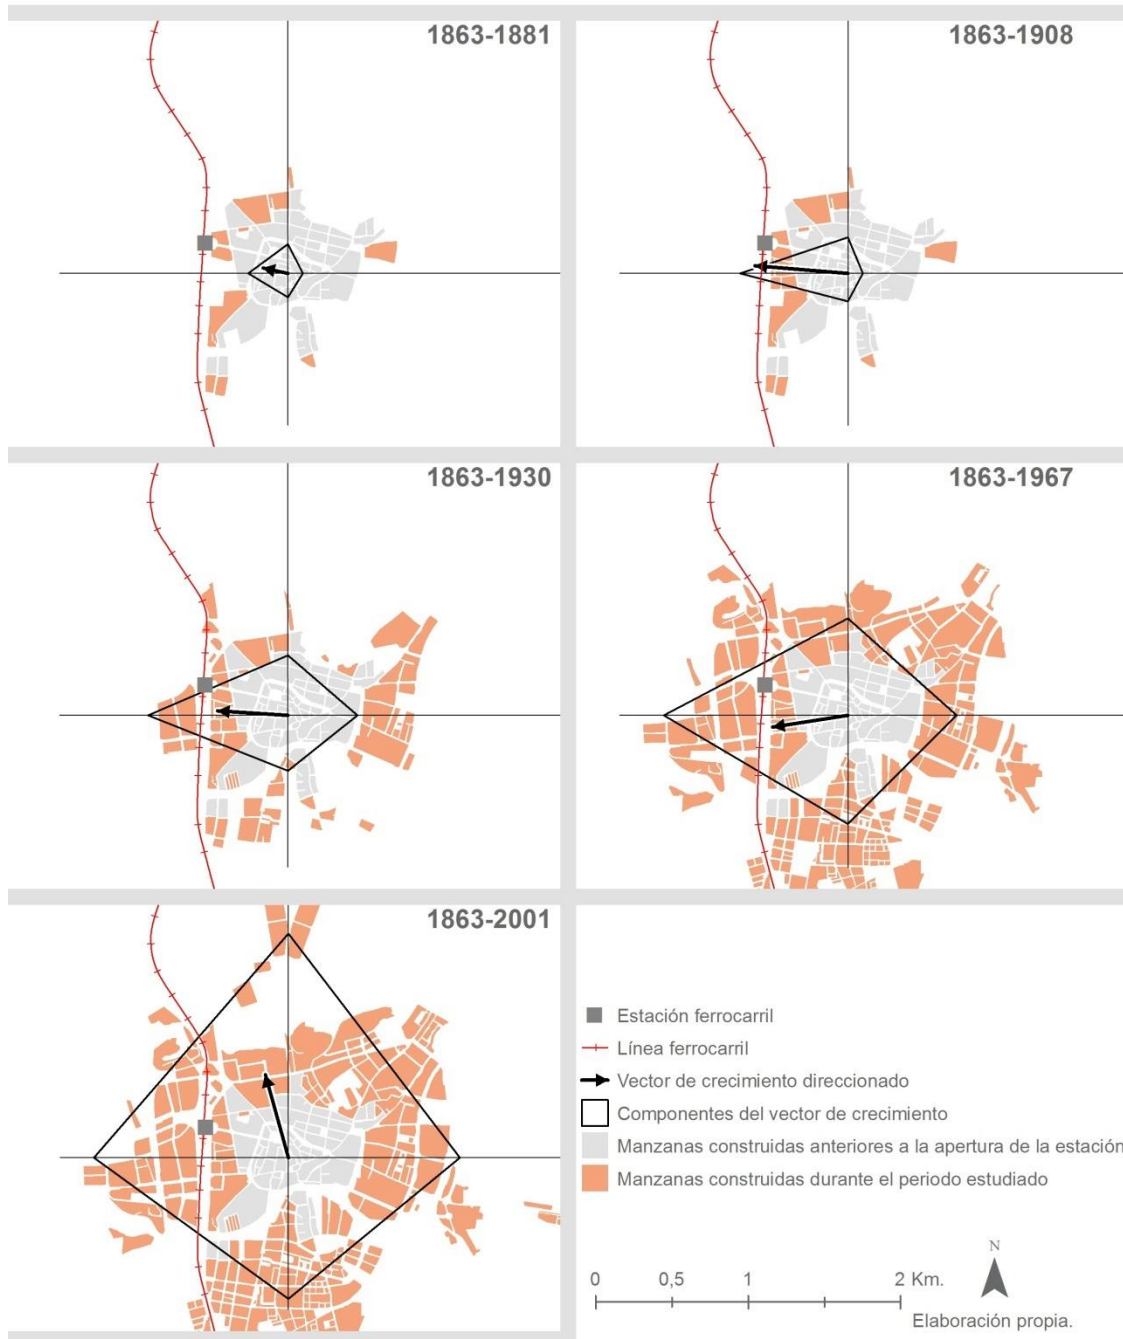 1863-1881
1863-1908
1863-1930
1863-1967
1863-2001
Estación ferrocarril
Línea ferrocarril
Vector de crecimiento direccionado
Componentes del vector de crecimiento
Manzanas construidas anteriores a la apertura de la estación
Manzanas construidas durante el periodo estudiado
N
0 0,5 1 2 Km.
Elaboración propia.